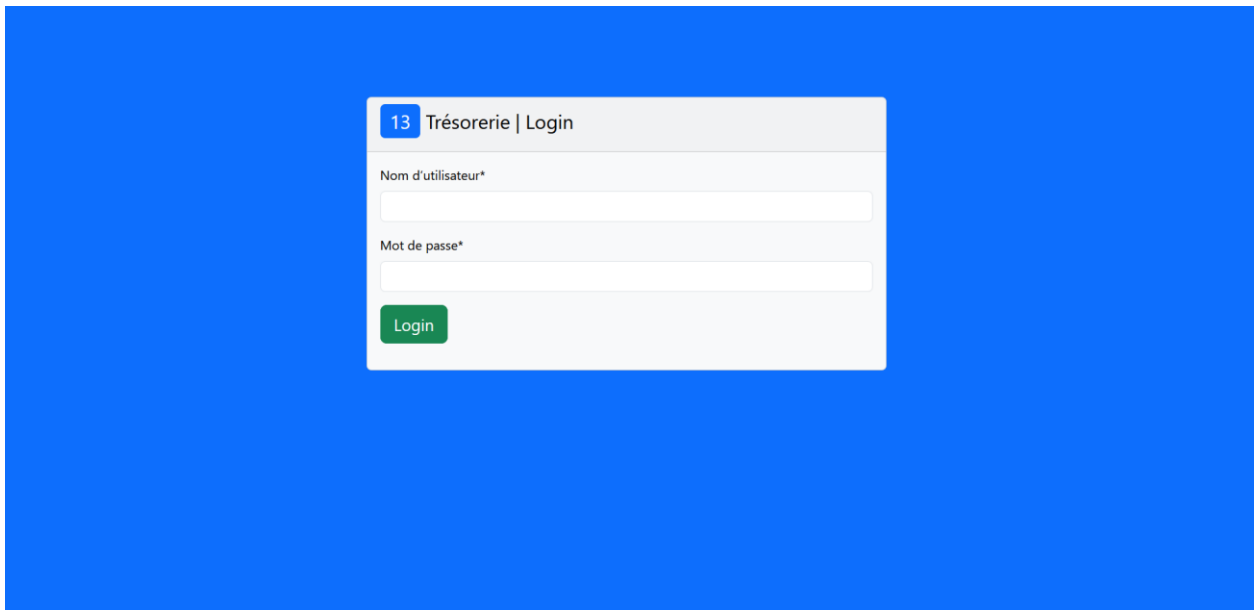 13 Trésorerie | Login
Nom d'utilisateur*
Mot de passe*
Login